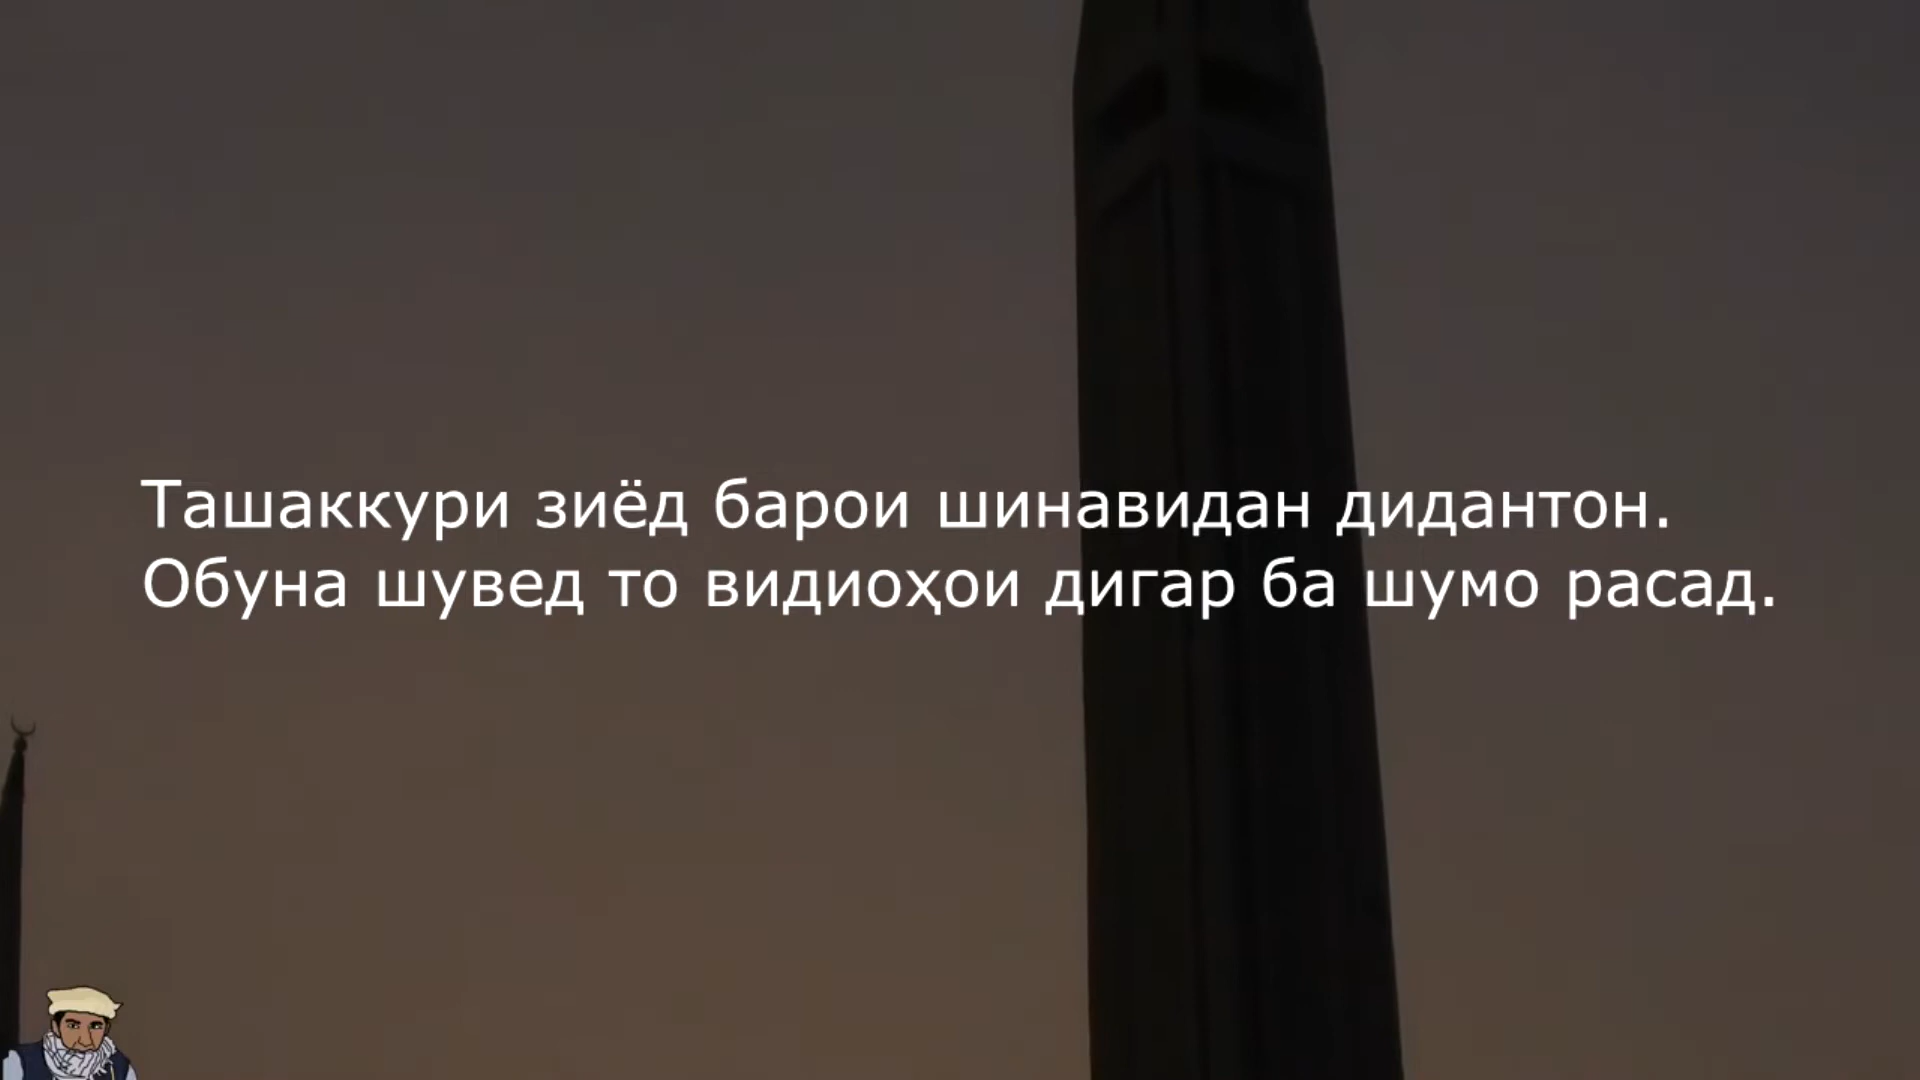 Ташаккури зиёд барои шинавидан дидантон.
Обуна шувед то видиоҳои дигар ба шумо расад.